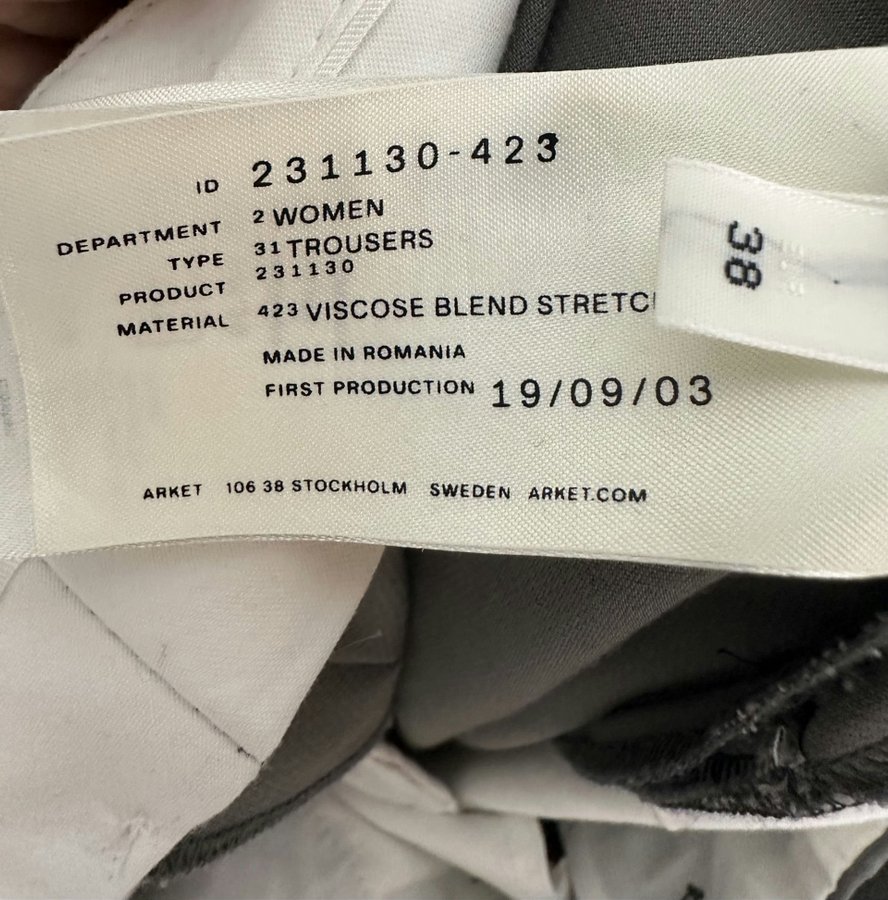 ID 231130-423
DEPARTMENT 2 WOMEN
TYPE 31 TROUSERS
PRODUCT 231130
MATERIAL 423 VISCOSE BLEND STRETC
MADE IN ROMANIA
FIRST PRODUCTION 19/09/03
ARKET 106 38 STOCKHOLM SWEDEN ARKET.COM
38